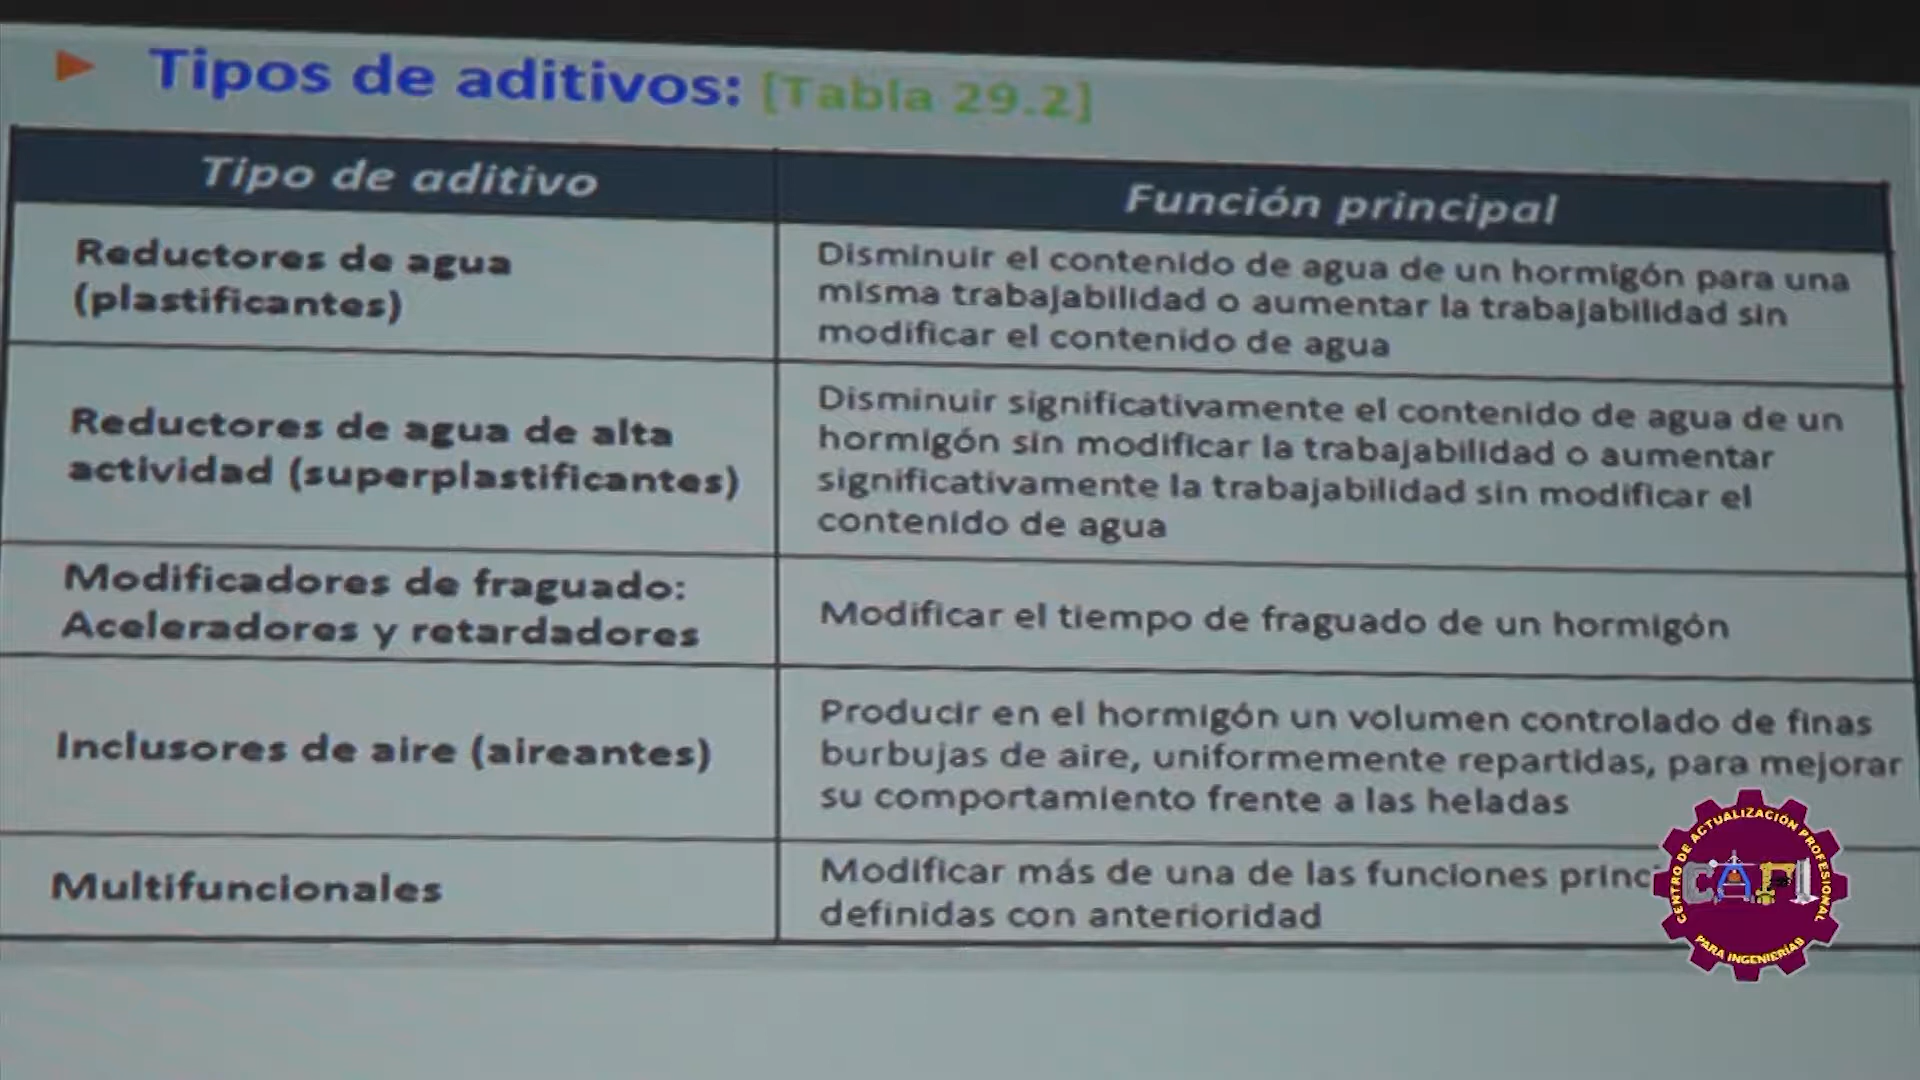 Tipos de aditivos: [Tabla 29.2]
Tipo de aditivo
Función principal
Reductores de agua
(plastificantes)
Disminuir el contenido de agua de un hormigón para una
misma trabajabilidad o aumentar la trabajabilidad sin
modificar el contenido de agua
Reductores de agua de alta
actividad (superplastificantes)
Disminuir significativamente el contenido de agua de un
hormigón sin modificar la trabajabilidad o aumentar
significativamente la trabajabilidad sin modificar el
contenido de agua
Modificadores de fraguado:
Aceleradores y retardadores
Modificar el tiempo de fraguado de un hormigón
Inclusores de aire (aireantes)
Producir en el hormigón un volumen controlado de finas
burbujas de aire, uniformemente repartidas, para mejorar
su comportamiento frente a las heladas
Multifuncionales
Modificar más de una de las funciones princ
definidas con anterioridad
CENTRO DE ACTUALIZACIÓN PROFESIONAL
CAPI
PARA INGENIERÍAS